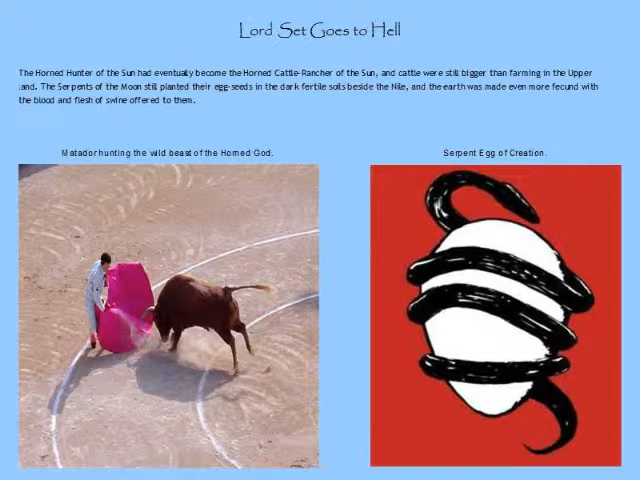 Lord Set Goes to Hell
The Horned Hunter of the Sun had eventually become the Horned Cattle-Rancher of the Sun, and cattle were still bigger than farming in the Upper
Land. The Serpents of the Moon still planted their egg-seeds in the dark fertile soils beside the Nile, and the earth was made even more fecund with
the blood and flesh of swine offered to them.
Matador hunting the wild beast of the Horned God.
Serpent Egg of Creation.